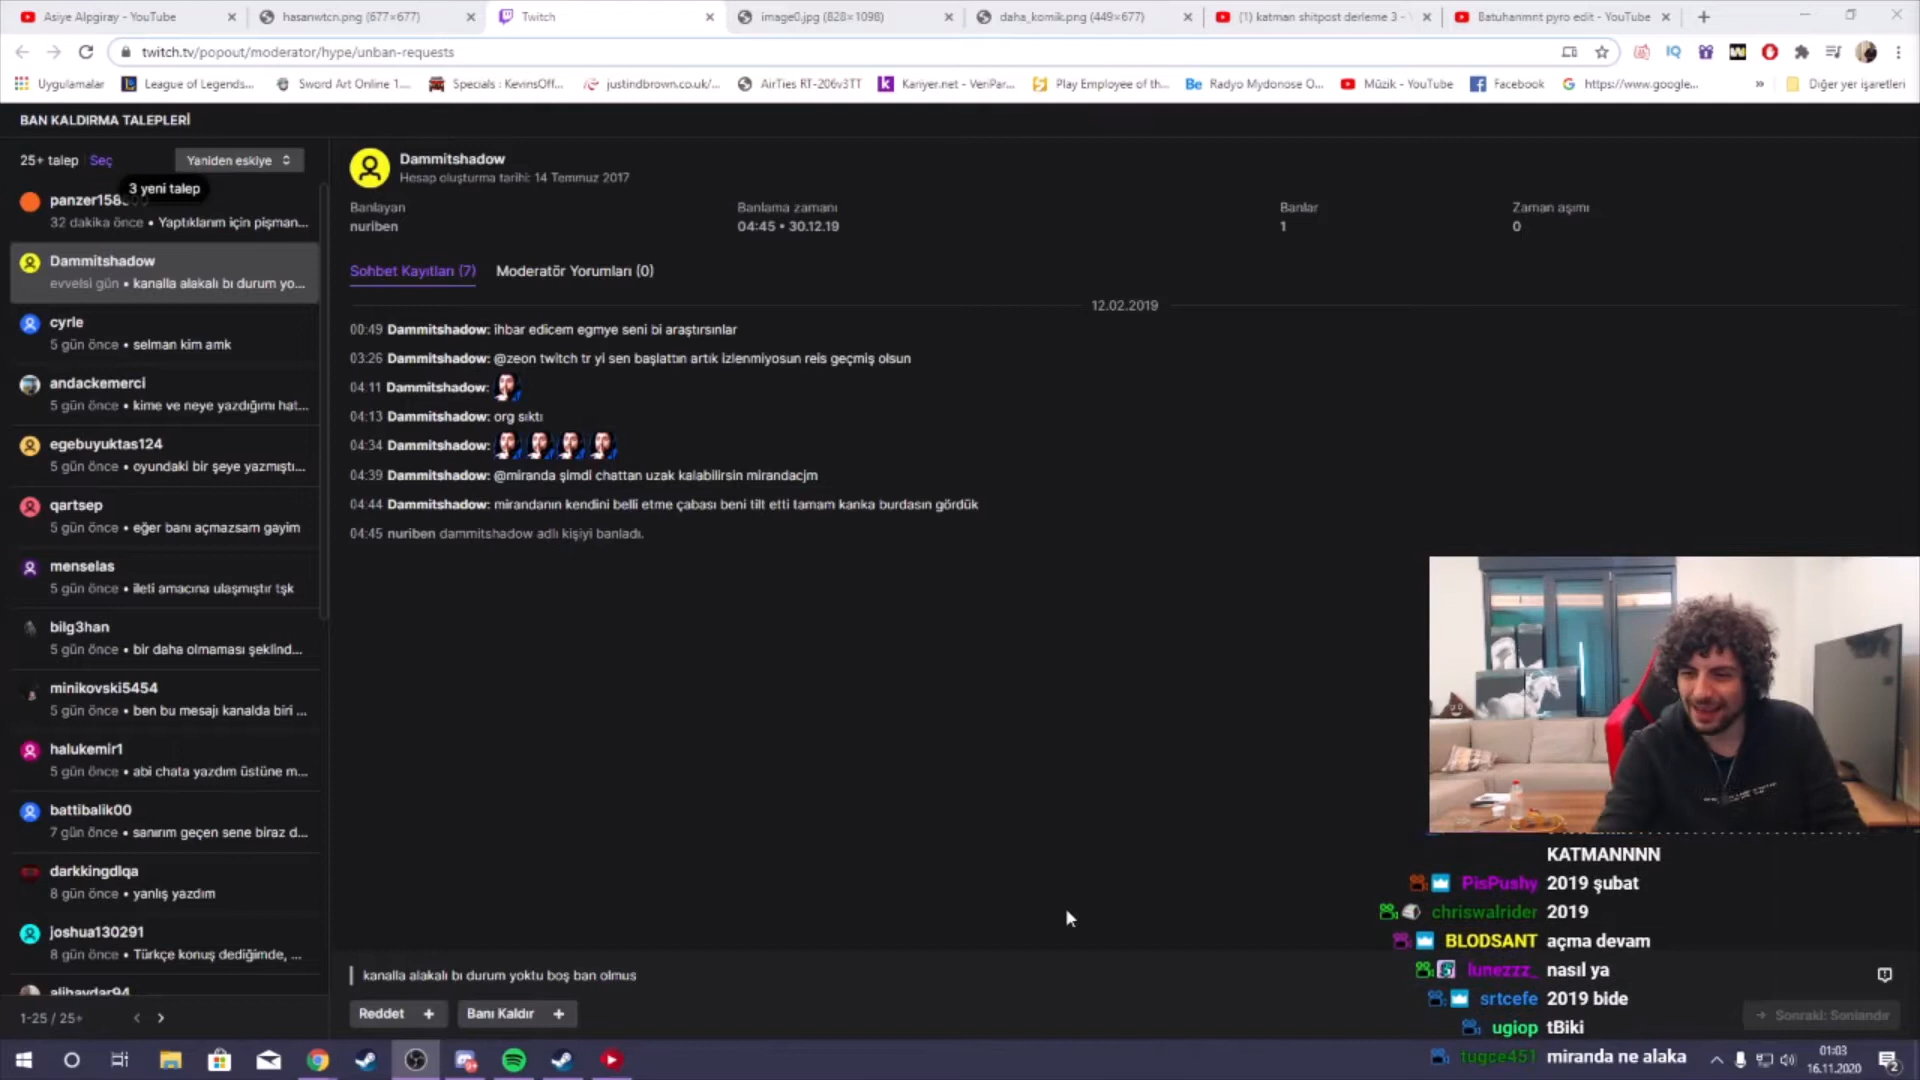 Asiye Alpgiray - YouTube
hasanwtcn.png (677×677)
Twitch
image0.jpg (828×1098)
daha_komik.png (449×677)
(1) katman shitpost derleme 3 -
Batuhanmnt pyro edit - YouTube
twitch.tv/popout/moderator/hype/unban-requests
Uygulamalar
League of Legends...
Sword Art Online 1....
Specials : KevinsOff...
justindbrown.co.uk/...
AirTies RT-206v3TT
Kariyer.net - VeriPar...
Play Employee of th...
Radyo Mydonose O...
Müzik - YouTube
Facebook
https://www.google...
»
Diğer yer işaretleri
BAN KALDIRMA TALEPLERİ
25+ talep
Seç
Yaniden eskiye
3 yeni talep
panzer158
32 dakika önce • Yaptıklarım için pişman...
Dammitshadow
evvelsi gün • kanalla alakalı bı durum yo...
cyrle
5 gün önce • selman kim amk
andackemerci
5 gün önce • kime ve neye yazdığımı hat...
egebuyuktas124
5 gün önce • oyundaki bir şeye yazmıştı...
qartsep
5 gün önce • eğer banı açmazsam gayim
menselas
5 gün önce • ileti amacına ulaşmıştır tşk
bilg3han
5 gün önce • bir daha olmaması şeklind...
minikovski5454
5 gün önce • ben bu mesajı kanalda biri ...
halukemir1
5 gün önce • abi chata yazdım üstüne m...
battibalik00
7 gün önce • sanırım geçen sene biraz d...
darkkingdlqa
8 gün önce • yanlış yazdım
joshua130291
8 gün önce • Türkçe konuş dediğimde, ...
alihaydar94
1-25 / 25+
Dammitshadow
Hesap oluşturma tarihi: 14 Temmuz 2017
Banlayan
nuriben
Banlama zamanı
04:45 • 30.12.19
Banlar
1
Zaman aşımı
0
Sohbet Kayıtları (7)
Moderatör Yorumları (0)
12.02.2019
00:49 Dammitshadow: ihbar edicem egmye seni bi araştırsınlar
03:26 Dammitshadow: @zeon twitch tr yi sen başlattın artık izlenmiyosun reis geçmiş olsun
04:11 Dammitshadow:
04:13 Dammitshadow: org sıktı
04:34 Dammitshadow:
04:39 Dammitshadow: @miranda şimdi chattan uzak kalabilirsin mirandacjm
04:44 Dammitshadow: mirandanın kendini belli etme çabası beni tilt etti tamam kanka burdasın gördük
04:45 nuriben dammitshadow adlı kişiyi banladı.
kanalla alakalı bı durum yoktu boş ban olmus
Reddet +
Banı Kaldır +
KATMANNNN
PisPushy 2019 şubat
chriswalrider 2019
BLODSANT açma devam
lunezzz_ nasıl ya
srtcefe 2019 bide
ugiop tBiki
tugce451 miranda ne alaka
→ Sonraki: Sonlandır
01:03
16.11.2020
2